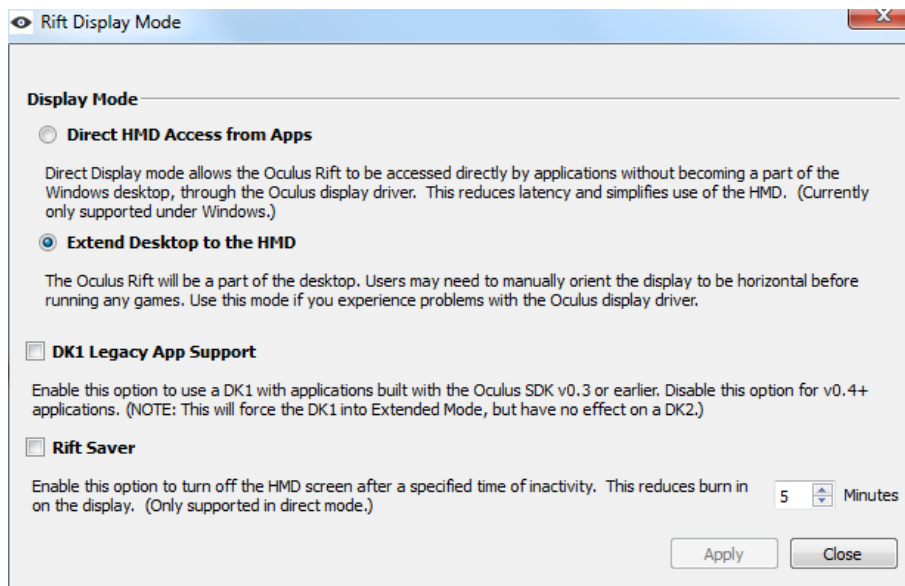 Rift Display Mode
Display Mode
Direct HMD Access from Apps
Direct Display mode allows the Oculus Rift to be accessed directly by applications without becoming a part of the
Windows desktop, through the Oculus display driver.  This reduces latency and simplifies use of the HMD.  (Currently
only supported under Windows.)
Extend Desktop to the HMD
The Oculus Rift will be a part of the desktop. Users may need to manually orient the display to be horizontal before
running any games. Use this mode if you experience problems with the Oculus display driver.
DK1 Legacy App Support
Enable this option to use a DK1 with applications built with the Oculus SDK v0.3 or earlier. Disable this option for v0.4+
applications. (NOTE: This will force the DK1 into Extended Mode, but have no effect on a DK2.)
Rift Saver
Enable this option to turn off the HMD screen after a specified time of inactivity.  This reduces burn in
on the display.  (Only supported in direct mode.)
5 Minutes
Apply Close